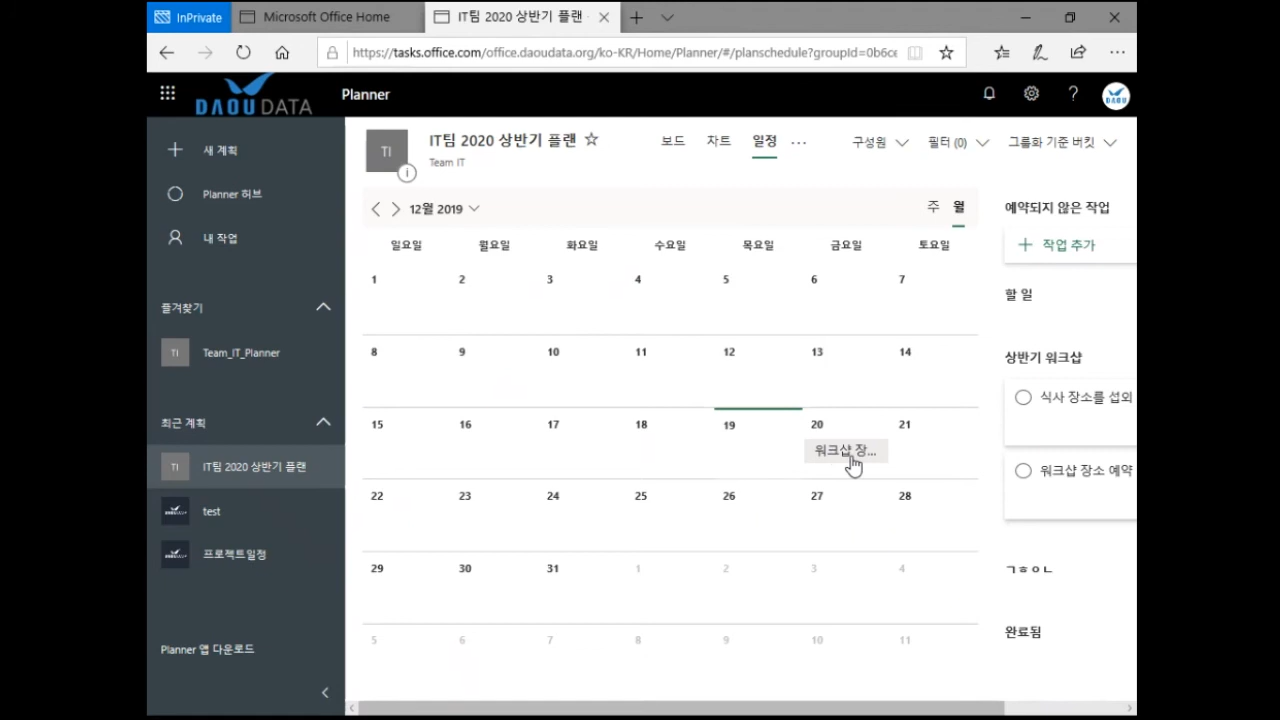 InPrivate
Microsoft Office Home
IT팀 2020 상반기 플랜
https://tasks.office.com/office.daoudata.org/ko-KR/Home/Planner/#/planschedule?groupId=0b6ce
DAOU DATA
Planner
새 계획
Planner 허브
내 작업
즐겨찾기
TI Team_IT_Planner
최근 계획
TI IT팀 2020 상반기 플랜
test
프로젝트일정
Planner 앱 다운로드
TI
IT팀 2020 상반기 플랜
Team IT
보드 차트 일정 ...
구성원 필터 (0) 그룹화 기준 버킷
12월 2019
주 월
일요일 월요일 화요일 수요일 목요일 금요일 토요일
1 2 3 4 5 6 7
8 9 10 11 12 13 14
15 16 17 18 19 20 21
워크샵 장...
22 23 24 25 26 27 28
29 30 31 1 2 3 4
5 6 7 8 9 10 11
예약되지 않은 작업
작업 추가
할 일
상반기 워크샵
식사 장소를 섭외
워크샵 장소 예약
완료됨